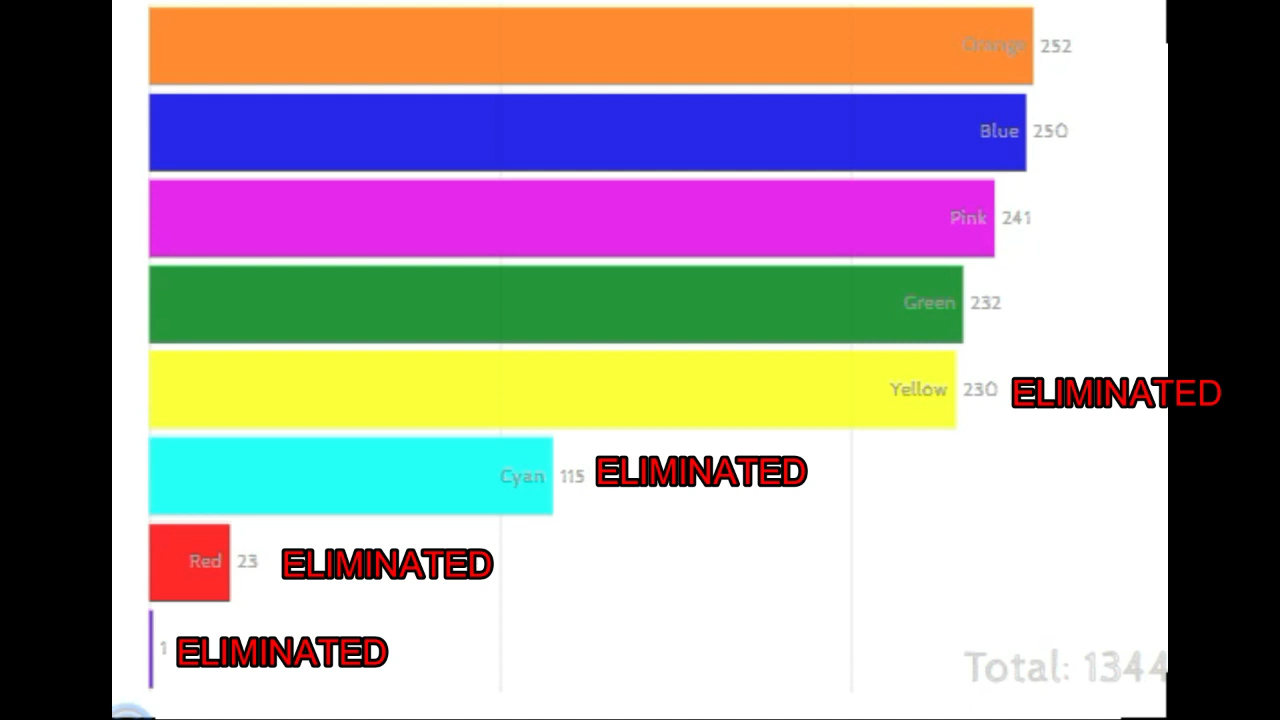 Orange 252
Blue 250
Pink 241
Green 232
Yellow 230 ELIMINATED
Cyan 115 ELIMINATED
Red 23 ELIMINATED
1 ELIMINATED
Total: 1344